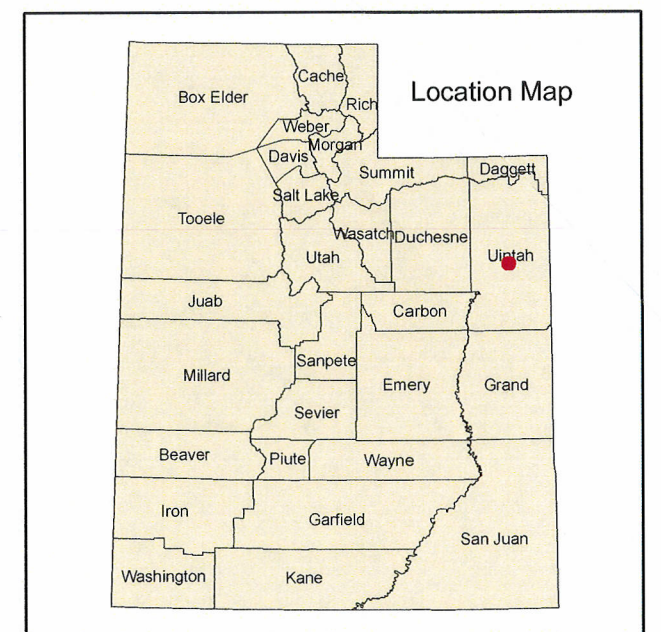 Location Map
Cache
Box Elder
Rich
Weber
Morgan
Davis
Daggett
Summit
Salt Lake
Tooele
Wasatch
Duchesne
Uintah
Utah
Juab
Carbon
Sanpete
Millard
Emery
Grand
Sevier
Beaver
Piute
Wayne
Iron
Garfield
San Juan
Washington
Kane